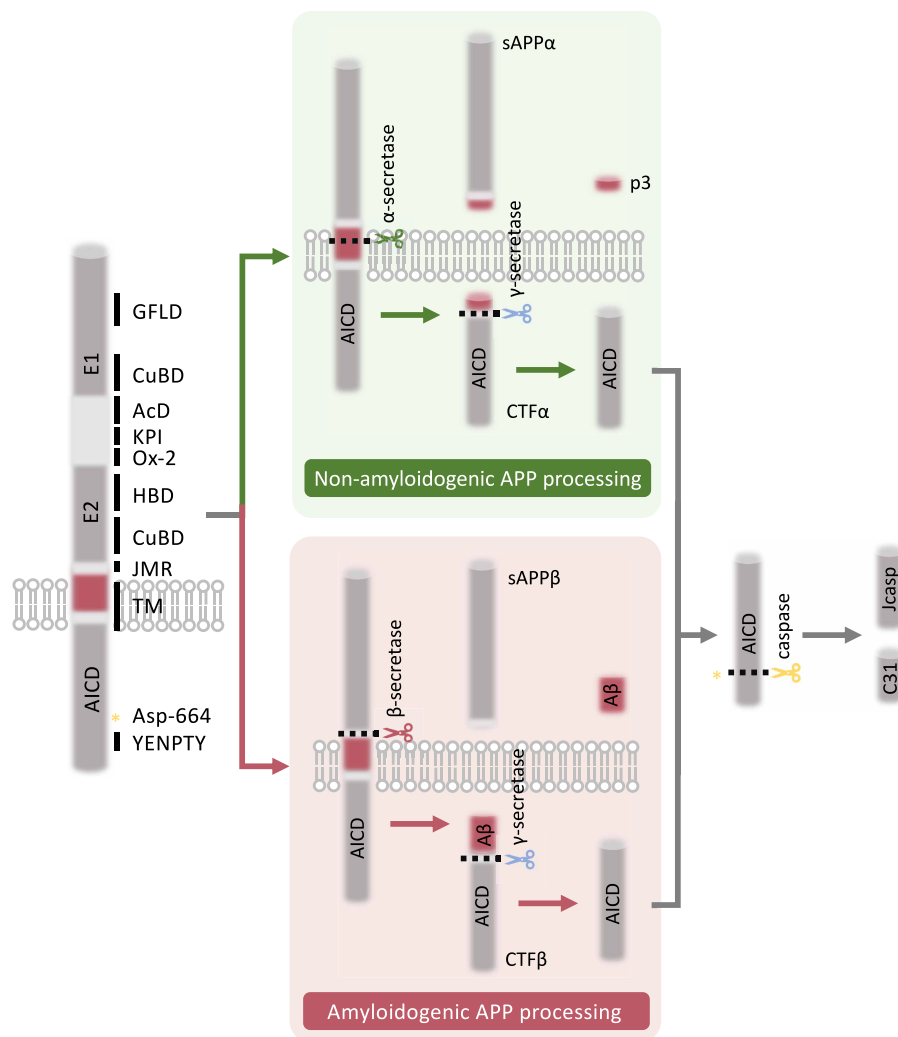 E1
E2
AICD
GFLD
CuBD
AcD
KPI
Ox-2
HBD
CuBD
JMR
TM
* Asp-664
YENPTY
sAPPα
α-secretase
p3
γ-secretase
AICD
AICD
CTFα
AICD
Non-amyloidogenic APP processing
sAPPβ
β-secretase
Aβ
γ-secretase
AICD
Aβ
AICD
CTFβ
AICD
Amyloidogenic APP processing
AICD
*
caspase
Jcasp
C31